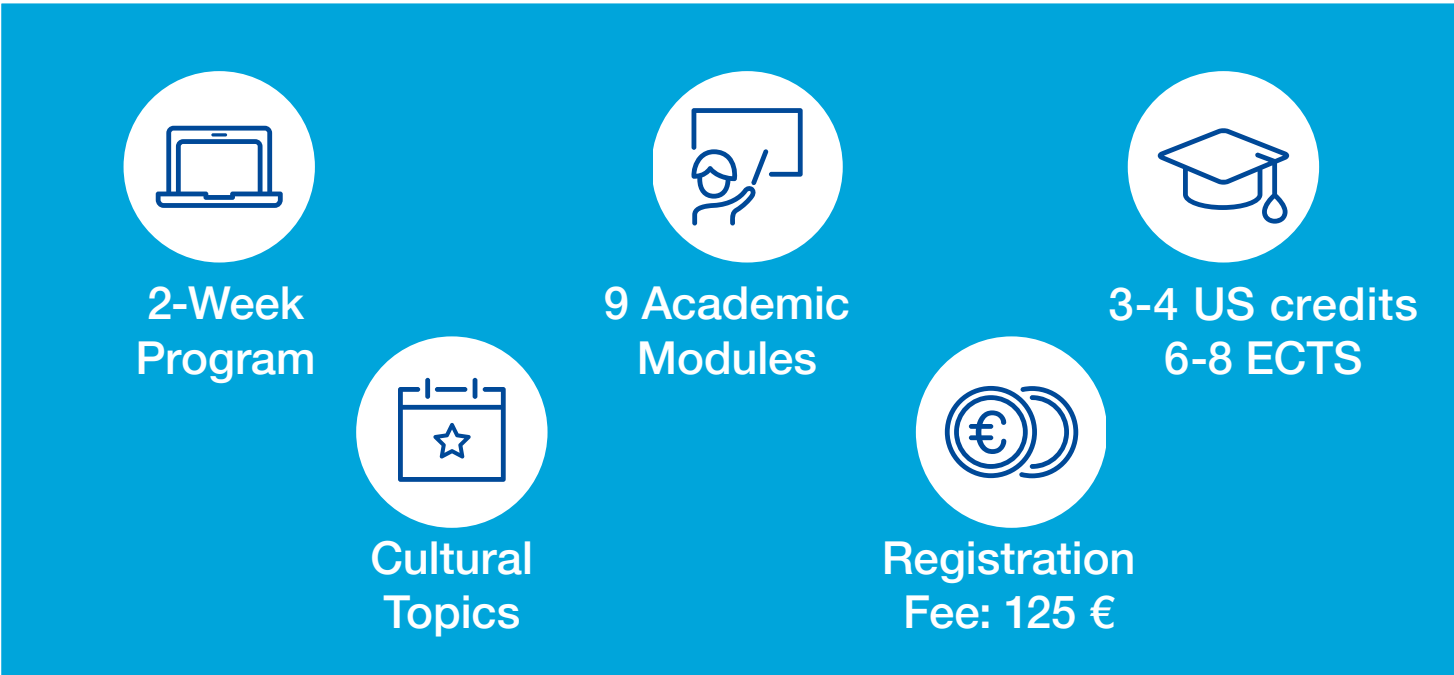 2-Week
Program
9 Academic
Modules
3-4 US credits
6-8 ECTS
Cultural
Topics
€
Registration
Fee: 125 €